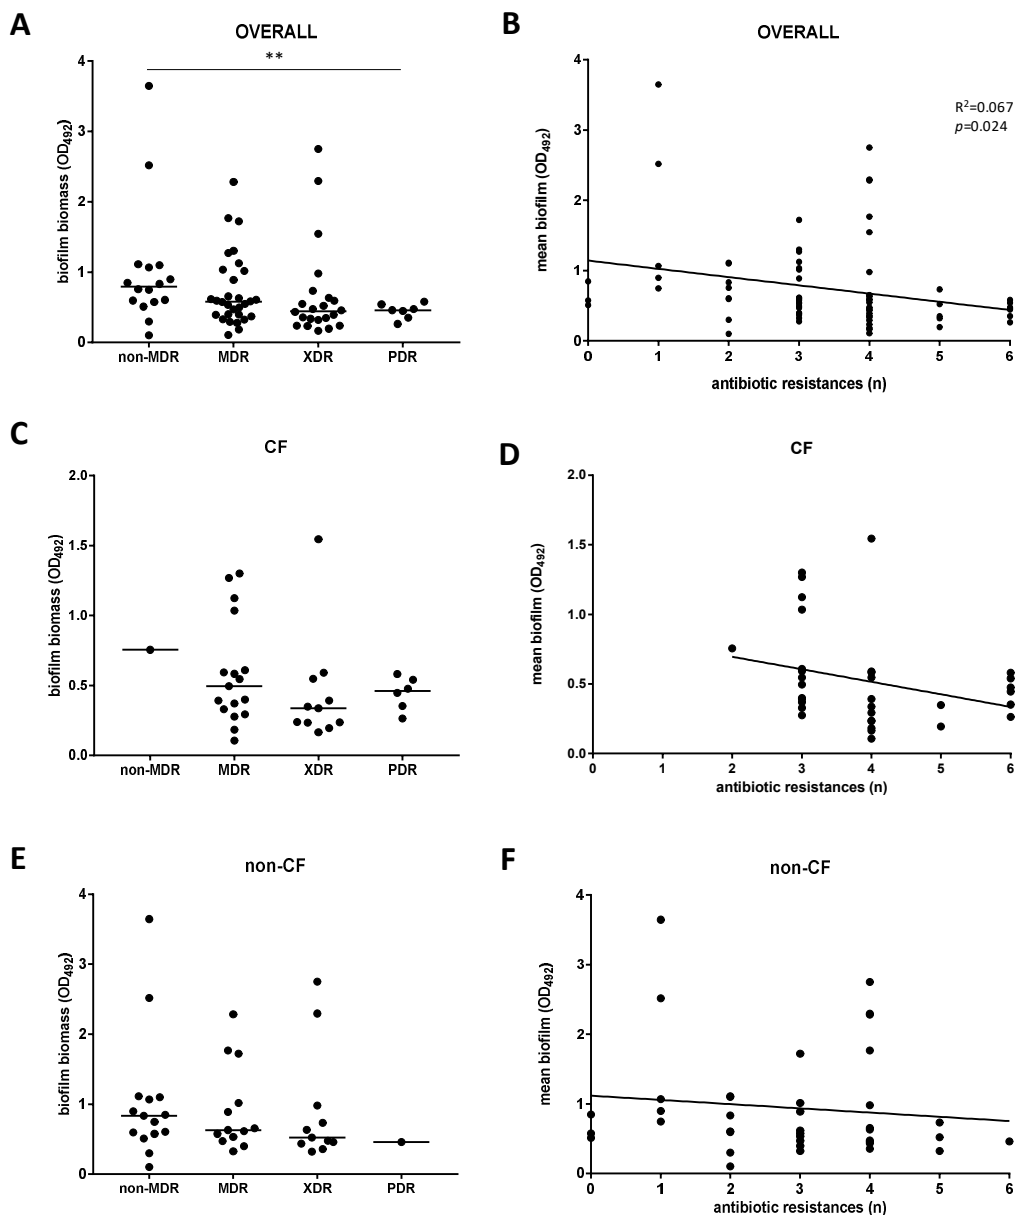 A
OVERALL
**
4
3
2
1
0
biofilm biomass (OD492)
non-MDR MDR XDR PDR
B
OVERALL
R2=0.067
p=0.024
4
3
2
1
0
mean biofilm (OD492)
0 1 2 3 4 5 6
antibiotic resistances (n)
C
CF
2.0
1.5
1.0
0.5
0.0
biofilm biomass (OD492)
non-MDR MDR XDR PDR
D
CF
2.0
1.5
1.0
0.5
0.0
mean biofilm (OD492)
0 1 2 3 4 5 6
antibiotic resistances (n)
E
non-CF
4
3
2
1
0
biofilm biomass (OD492)
non-MDR MDR XDR PDR
F
non-CF
4
3
2
1
0
mean biofilm (OD492)
0 1 2 3 4 5 6
antibiotic resistances (n)